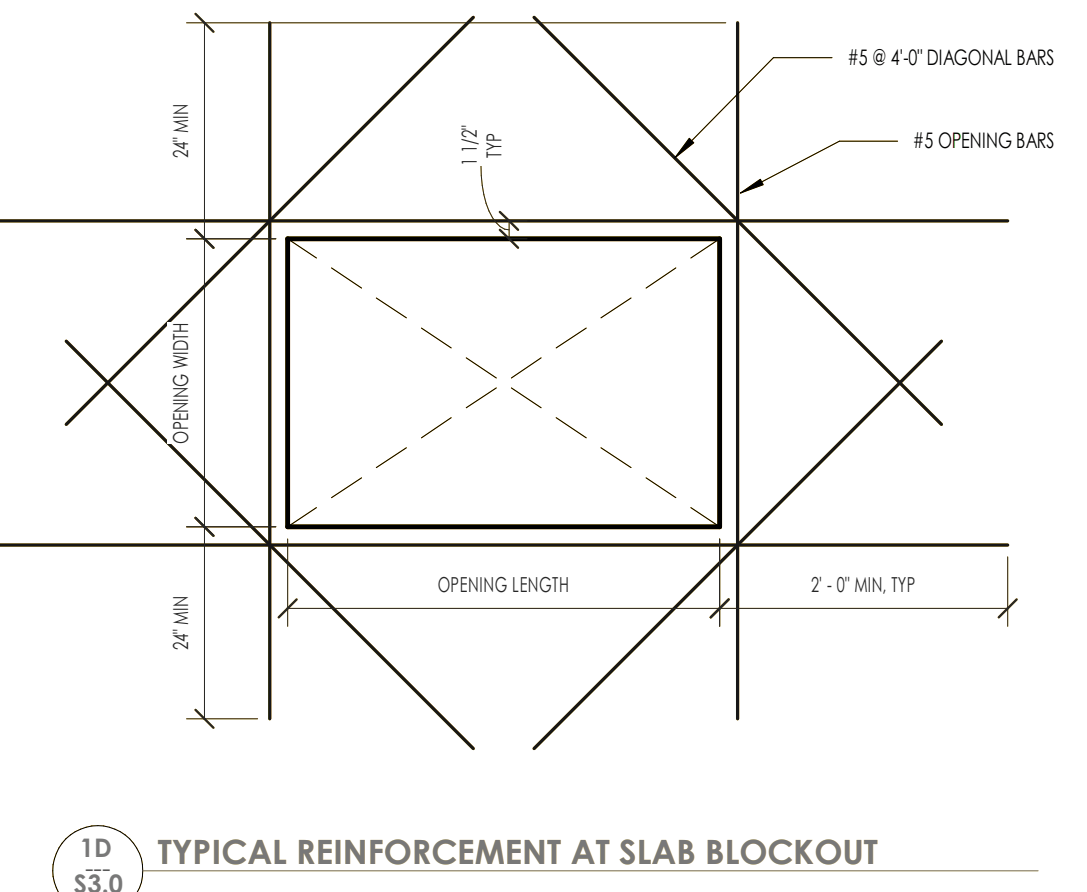 #5 @ 4'-0" DIAGONAL BARS
24" MIN
1 1/2"
TYP
#5 OPENING BARS
OPENING WIDTH
OPENING LENGTH
2' - 0" MIN, TYP
24" MIN
1D
---
S3.0
TYPICAL REINFORCEMENT AT SLAB BLOCKOUT